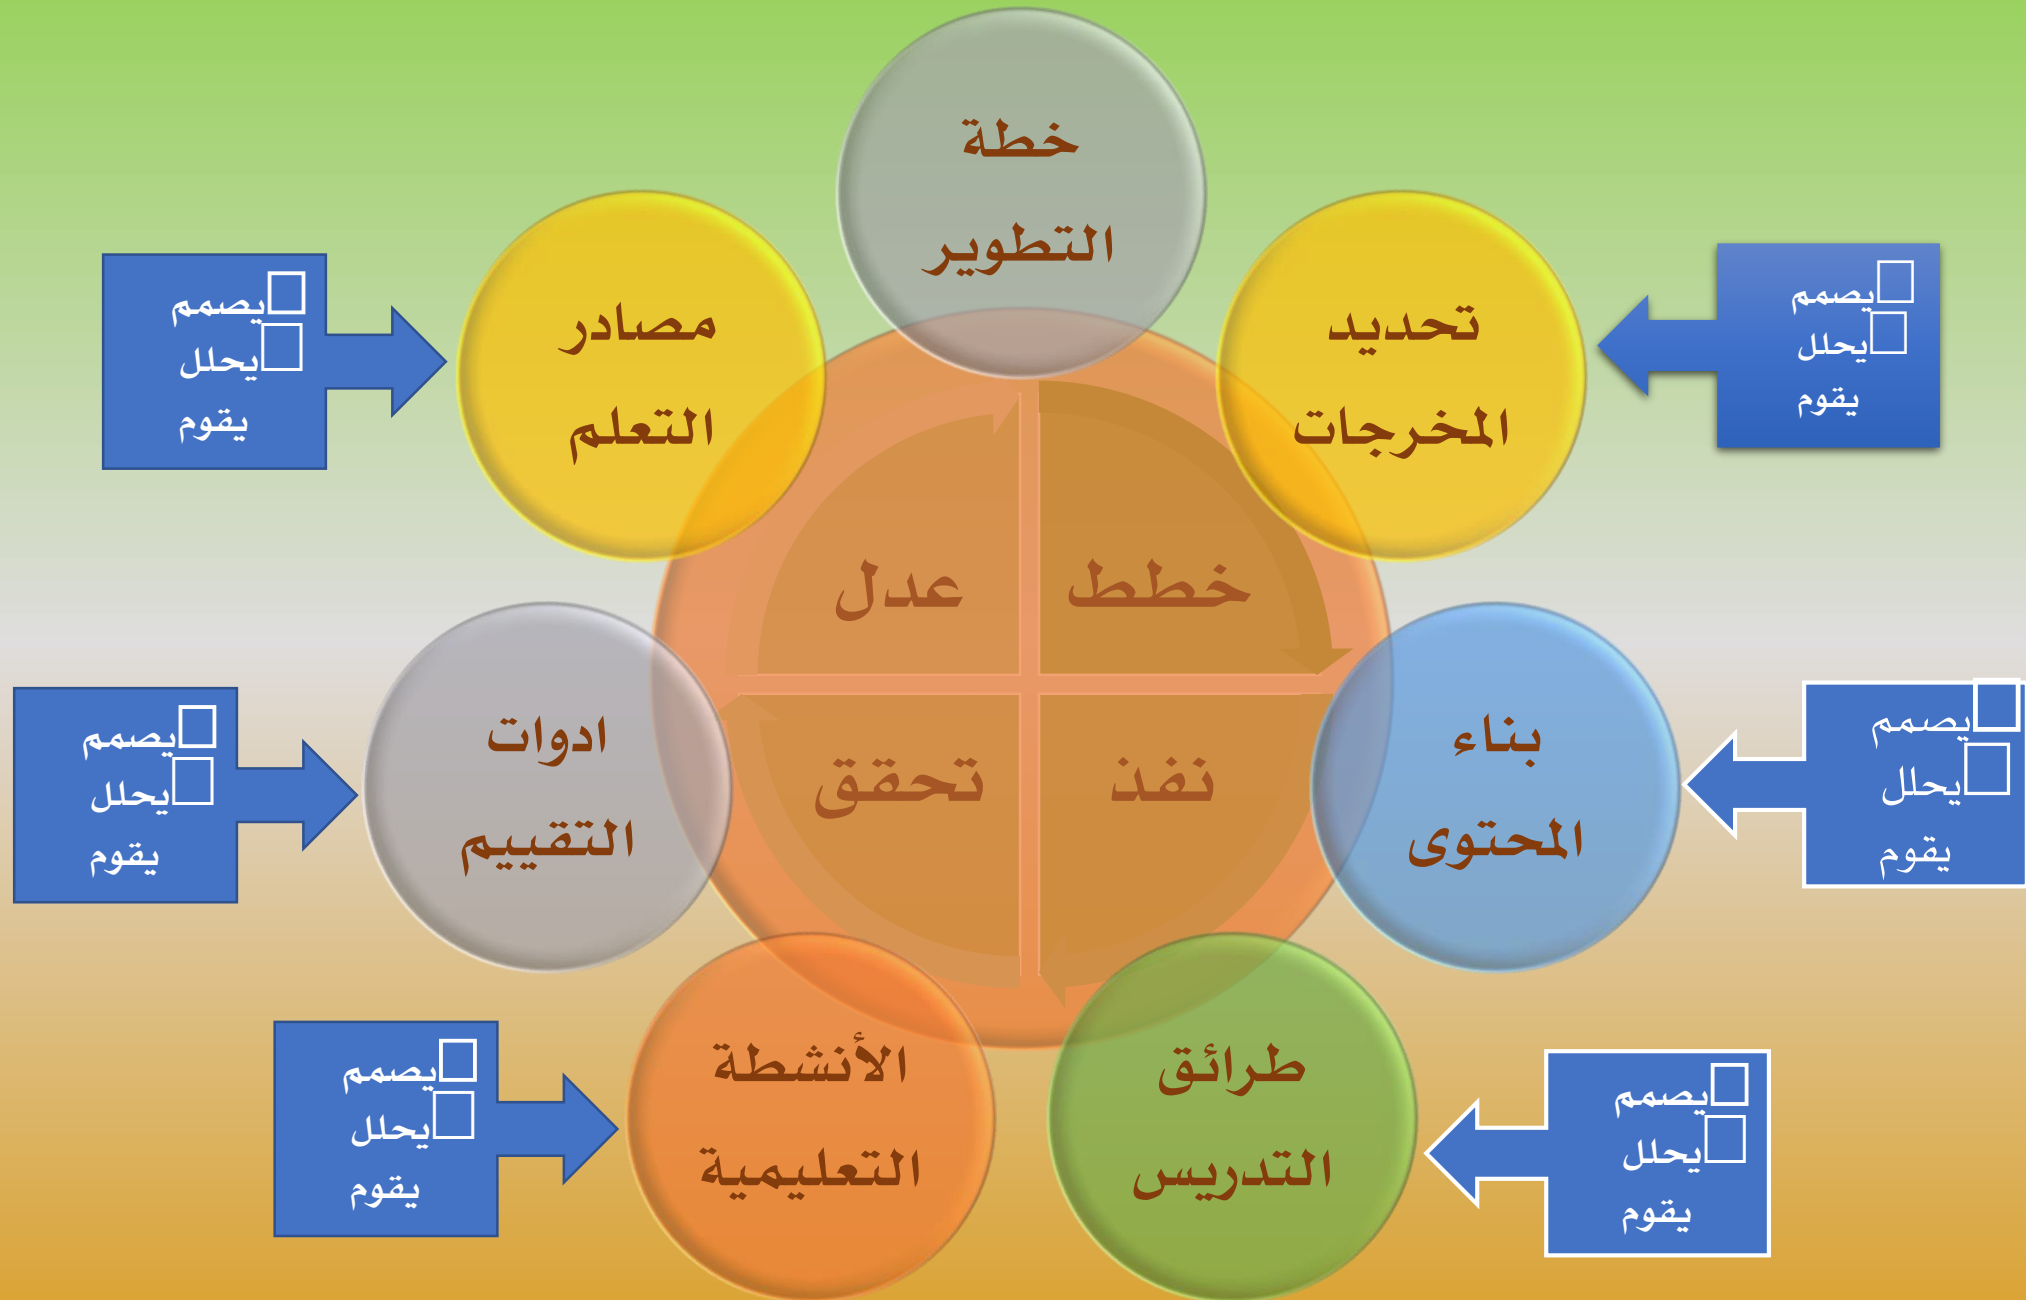 خطة
التطوير
تحديد
المخرجات
يصمم
يحلل
يقوم
بناء
المحتوى
يصمم
يحلل
يقوم
طرائق
التدريس
يصمم
يحلل
يقوم
الأنشطة
التعليمية
يصمم
يحلل
يقوم
ادوات
التقييم
يصمم
يحلل
يقوم
مصادر
التعلم
يصمم
يحلل
يقوم
خطط
نفذ
تحقق
عدل